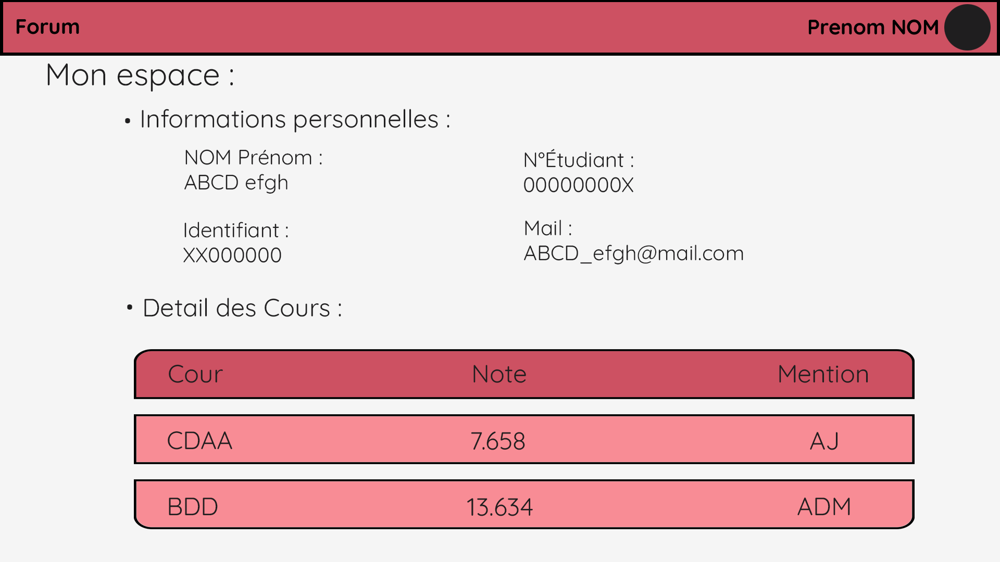 Forum
Prenom NOM
Mon espace :
• Informations personnelles :
NOM Prénom :
ABCD efgh
N°Étudiant :
00000000X
Identifiant :
XX000000
Mail :
ABCD_efgh@mail.com
• Detail des Cours :
Cour Note Mention
CDAA 7.658 AJ
BDD 13.634 ADM